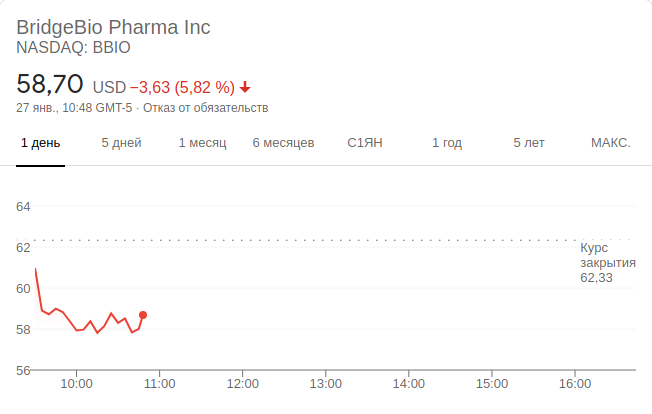 BridgeBio Pharma Inc
NASDAQ: BBIO
58,70 USD −3,63 (5,82 %)
27 янв., 10:48 GMT-5 · Отказ от обязательств
1 день 5 дней 1 месяц 6 месяцев С1ЯН 1 год 5 лет МАКС.
64
62
Курс
закрытия
62,33
60
58
56
10:00 11:00 12:00 13:00 14:00 15:00 16:00